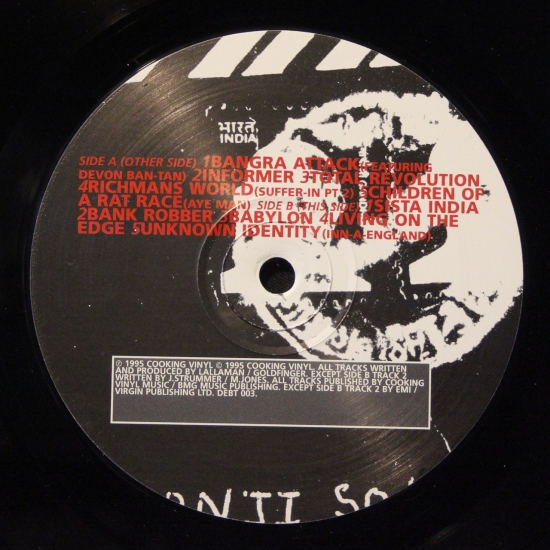 भारत
INDIA
SIDE A (OTHER SIDE) 1BANGRA ATTACK(FEATURING
DEVON BAN-TAN) 2INFORMER 3TOTAL REVOLUTION
4RICHMANS WORLD(SUFFER-IN PT. 2) 5CHILDREN OF
A RAT RACE(AYE MAN) SIDE B (THIS SIDE) 1SISTA INDIA
2BANK ROBBER 3BABYLON 4LIVING ON THE
EDGE 5UNKNOWN IDENTITY(INN-A-ENGLAND)
℗ 1995 COOKING VINYL © 1995 COOKING VINYL. ALL TRACKS WRITTEN
AND PRODUCED BY LALLAMAN / GOLDFINGER. EXCEPT SIDE B TRACK 2
WRITTEN BY J.STRUMMER / M.JONES. ALL TRACKS PUBLISHED BY COOKING
VINYL MUSIC / BMG MUSIC PUBLISHING. EXCEPT SIDE B TRACK 2 BY EMI /
VIRGIN PUBLISHING LTD. DEBT 003.